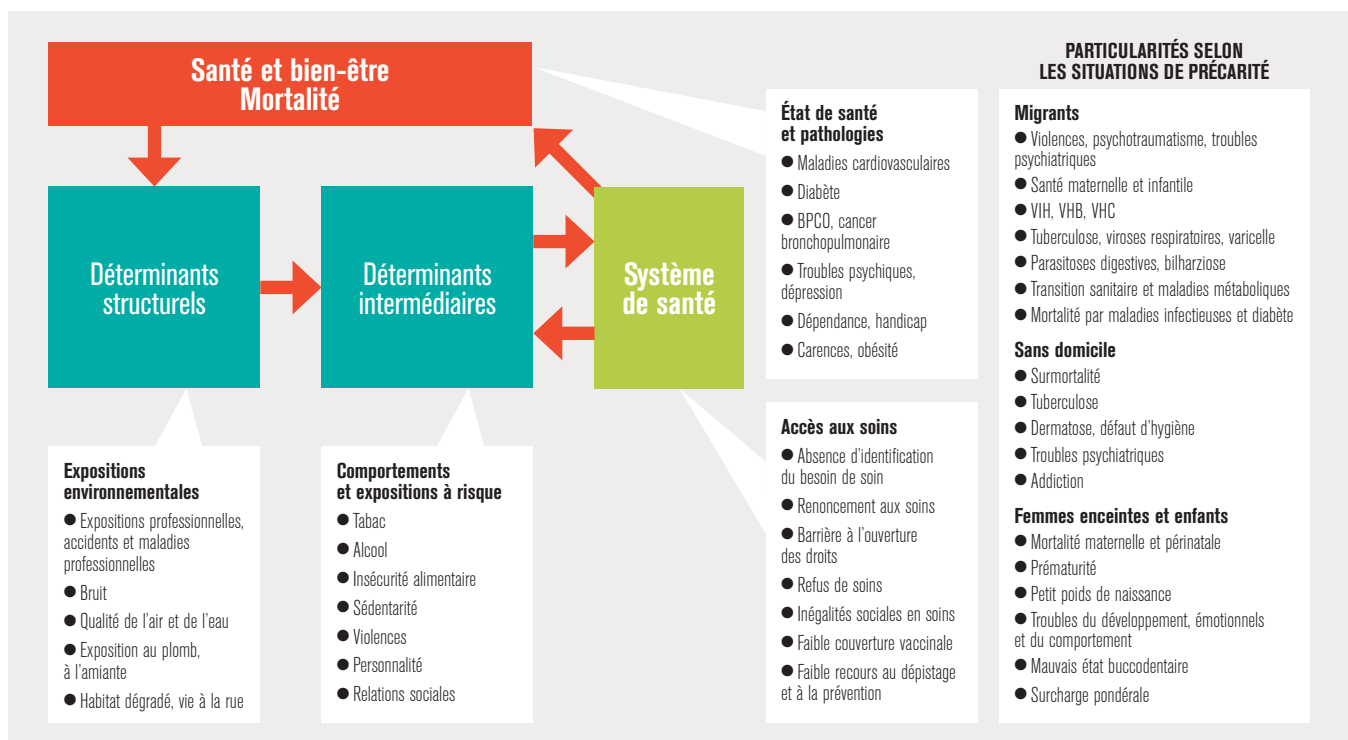 Santé et bien-être
Mortalité
Déterminants
structurels
Déterminants
intermédiaires
Système
de santé
Expositions
environnementales
● Expositions professionnelles,
accidents et maladies
professionnelles
● Bruit
● Qualité de l'air et de l'eau
● Exposition au plomb,
à l'amiante
● Habitat dégradé, vie à la rue
Comportements
et expositions à risque
● Tabac
● Alcool
● Insécurité alimentaire
● Sédentarité
● Violences
● Personnalité
● Relations sociales
État de santé
et pathologies
● Maladies cardiovasculaires
● Diabète
● BPCO, cancer
bronchopulmonaire
● Troubles psychiques,
dépression
● Dépendance, handicap
● Carences, obésité
Accès aux soins
● Absence d'identification
du besoin de soin
● Renoncement aux soins
● Barrière à l'ouverture
des droits
● Refus de soins
● Inégalités sociales en soins
● Faible couverture vaccinale
● Faible recours au dépistage
et à la prévention
PARTICULARITÉS SELON
LES SITUATIONS DE PRÉCARITÉ
Migrants
● Violences, psychotraumatisme, troubles
psychiatriques
● Santé maternelle et infantile
● VIH, VHB, VHC
● Tuberculose, viroses respiratoires, varicelle
● Parasitoses digestives, bilharziose
● Transition sanitaire et maladies métaboliques
● Mortalité par maladies infectieuses et diabète
Sans domicile
● Surmortalité
● Tuberculose
● Dermatose, défaut d'hygiène
● Troubles psychiatriques
● Addiction
Femmes enceintes et enfants
● Mortalité maternelle et périnatale
● Prématurité
● Petit poids de naissance
● Troubles du développement, émotionnels
et du comportement
● Mauvais état buccodentaire
● Surcharge pondérale